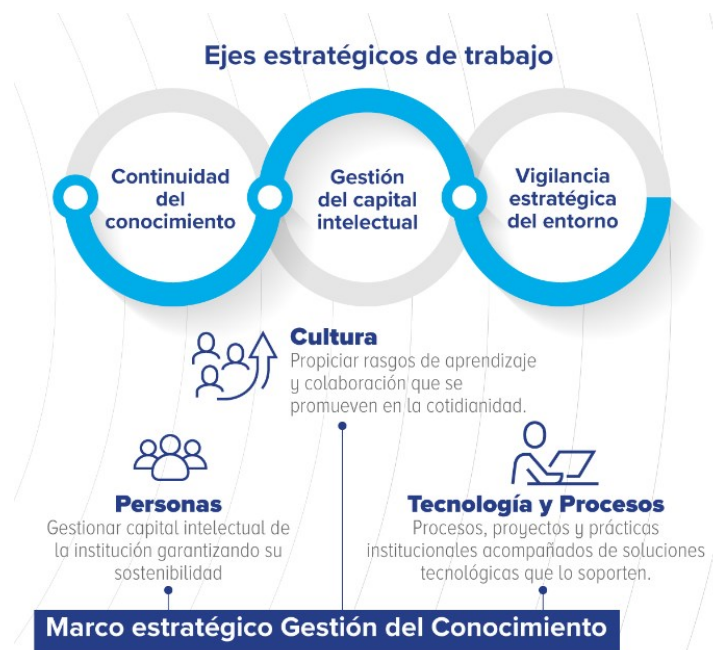 Ejes estratégicos de trabajo
Continuidad
del
conocimiento
Gestión
del capital
intelectual
Vigilancia
estratégica
del entorno
Cultura
Propiciar rasgos de aprendizaje
y colaboración que se
promueven en la cotidianidad.
Personas
Gestionar capital intelectual de
la institución garantizando su
sostenibilidad
Tecnología y Procesos
Procesos, proyectos y prácticas
institucionales acompañados de soluciones
tecnológicas que lo soporten.
Marco estratégico Gestión del Conocimiento